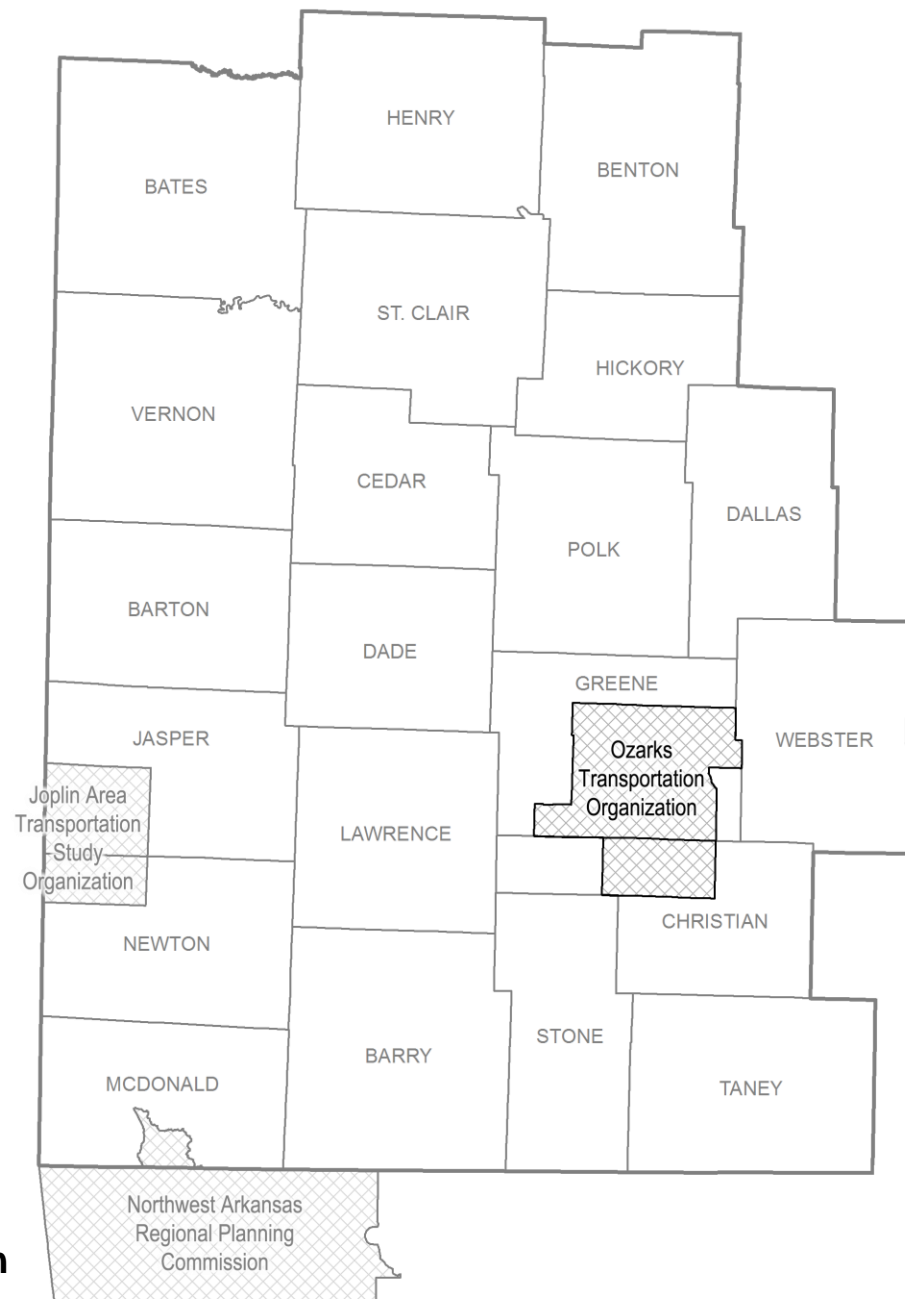 HENRY
BENTON
BATES
ST. CLAIR
HICKORY
VERNON
CEDAR
DALLAS
POLK
BARTON
DADE
GREENE
JASPER
WEBSTER
Ozarks
Transportation
Organization
Joplin Area
Transportation
Study
Organization
LAWRENCE
CHRISTIAN
NEWTON
STONE
BARRY
MCDONALD
TANEY
Northwest Arkansas
Regional Planning
Commission